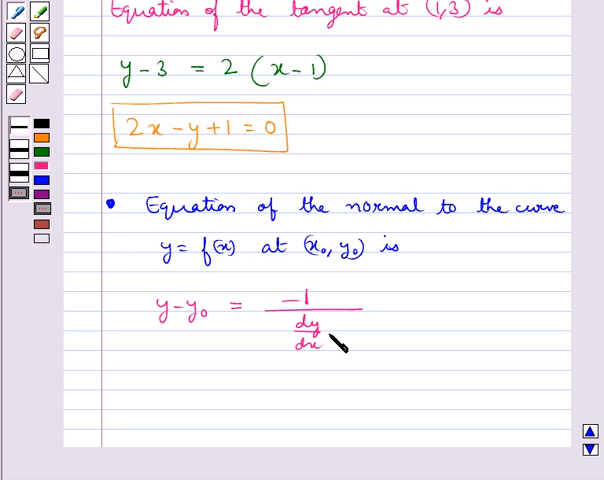 Equation of the tangent at (1,3) is
y - 3 = 2 (x - 1)
2x - y + 1 = 0
• Equation of the normal to the curve
y = f(x) at (x₀, y₀) is
y - y₀ = -1
dy
dx